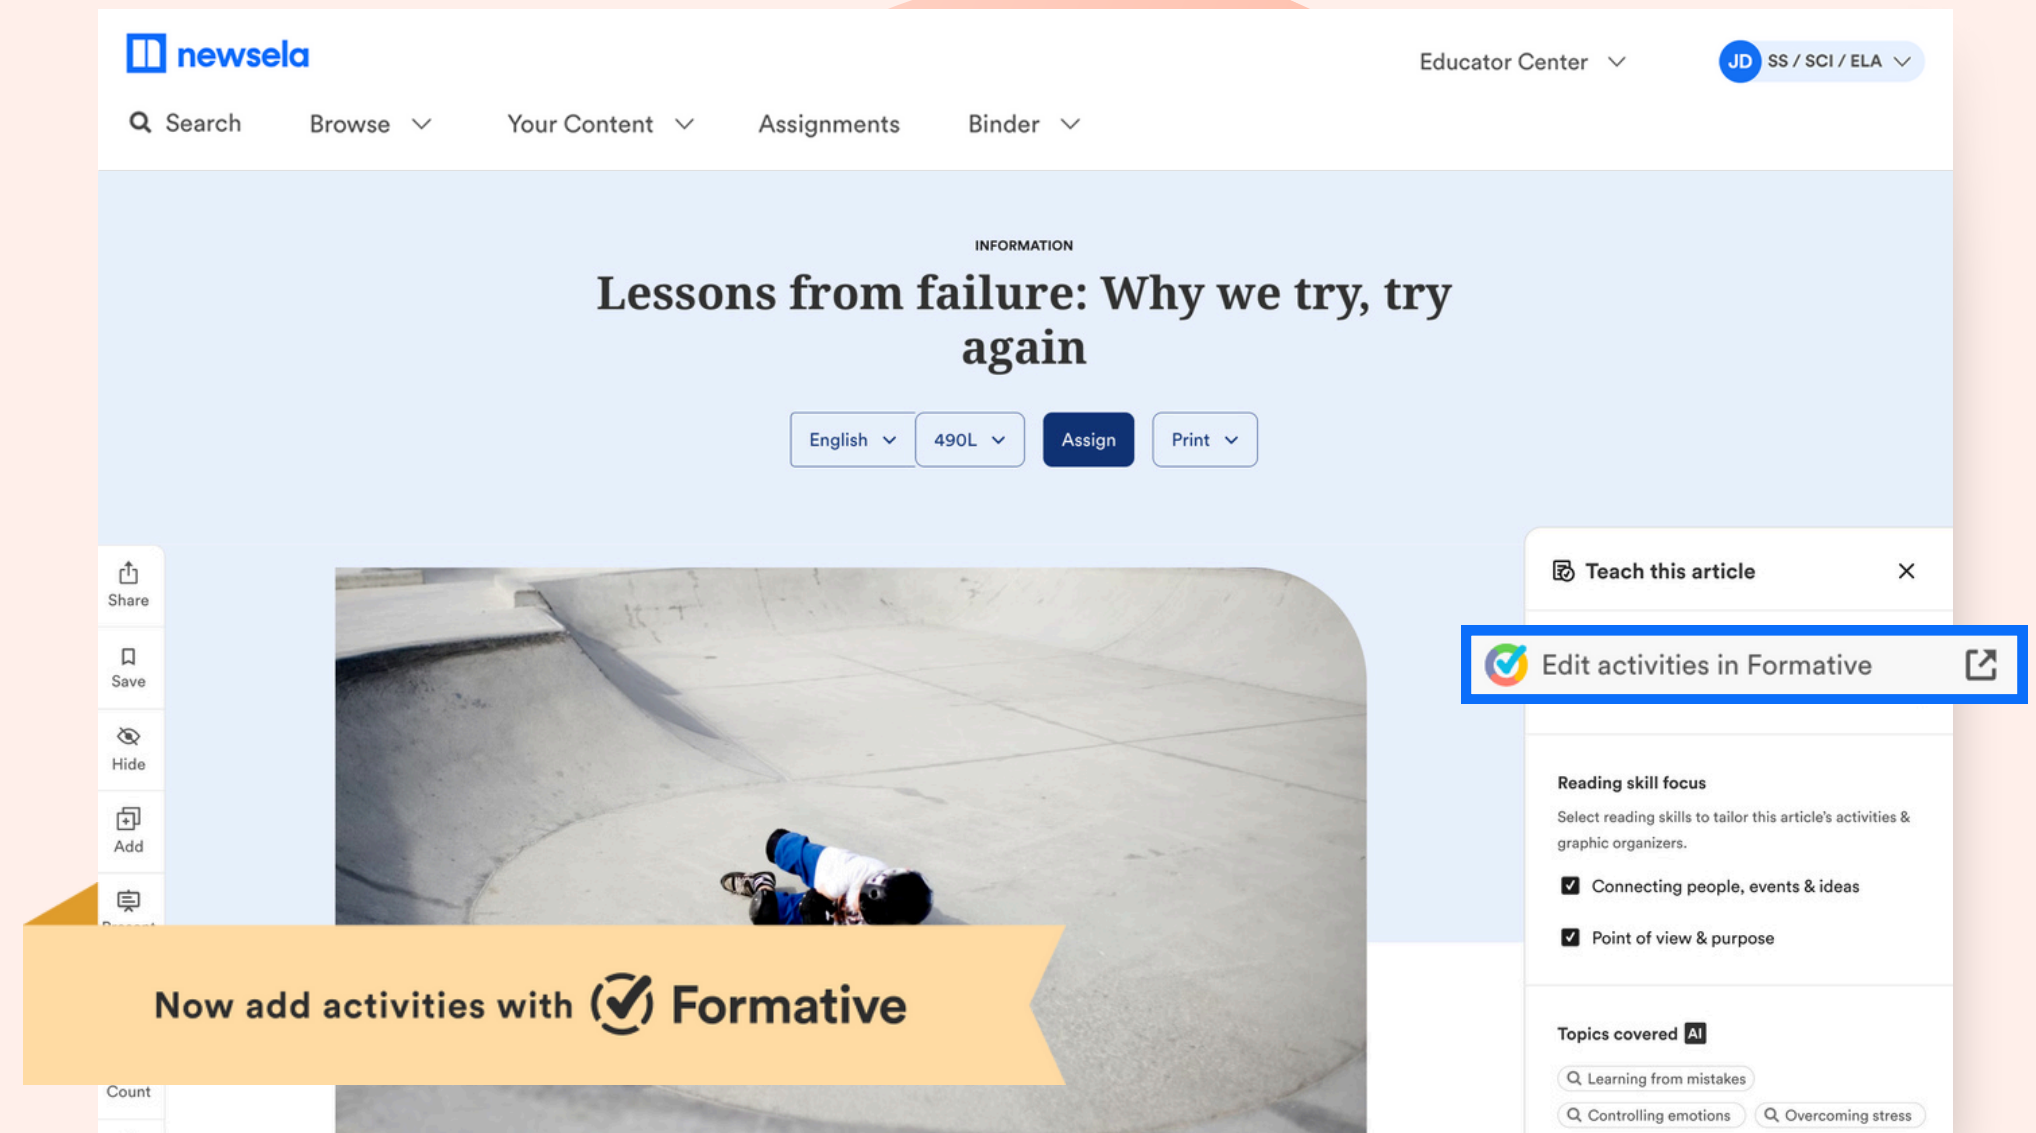 newsela
Educator Center
JD SS / SCI / ELA
Search Browse Your Content Assignments Binder
INFORMATION
Lessons from failure: Why we try, try
again
English 490L Assign Print
Share
Save
Hide
Add
Present
Count
Now add activities with Formative
Teach this article
Edit activities in Formative
Reading skill focus
Select reading skills to tailor this article's activities &
graphic organizers.
Connecting people, events & ideas
Point of view & purpose
Topics covered AI
Learning from mistakes
Controlling emotions Overcoming stress